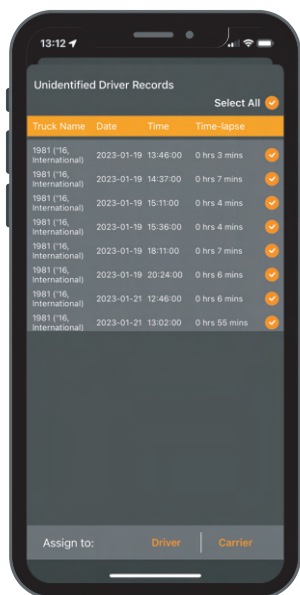 13:12
Unidentified Driver Records
Select All
Truck Name Date Time Time-lapse
1981 ('16,
International) 2023-01-19 13:46:00 0 hrs 3 mins
1981 ('16,
International) 2023-01-19 14:37:00 0 hrs 7 mins
1981 ('16,
International) 2023-01-19 15:11:00 0 hrs 4 mins
1981 ('16,
International) 2023-01-19 15:36:00 0 hrs 4 mins
1981 ('16,
International) 2023-01-19 18:11:00 0 hrs 7 mins
1981 ('16,
International) 2023-01-19 20:24:00 0 hrs 6 mins
1981 ('16,
International) 2023-01-21 12:46:00 0 hrs 6 mins
1981 ('16,
International) 2023-01-21 13:02:00 0 hrs 55 mins
Assign to: Driver Carrier